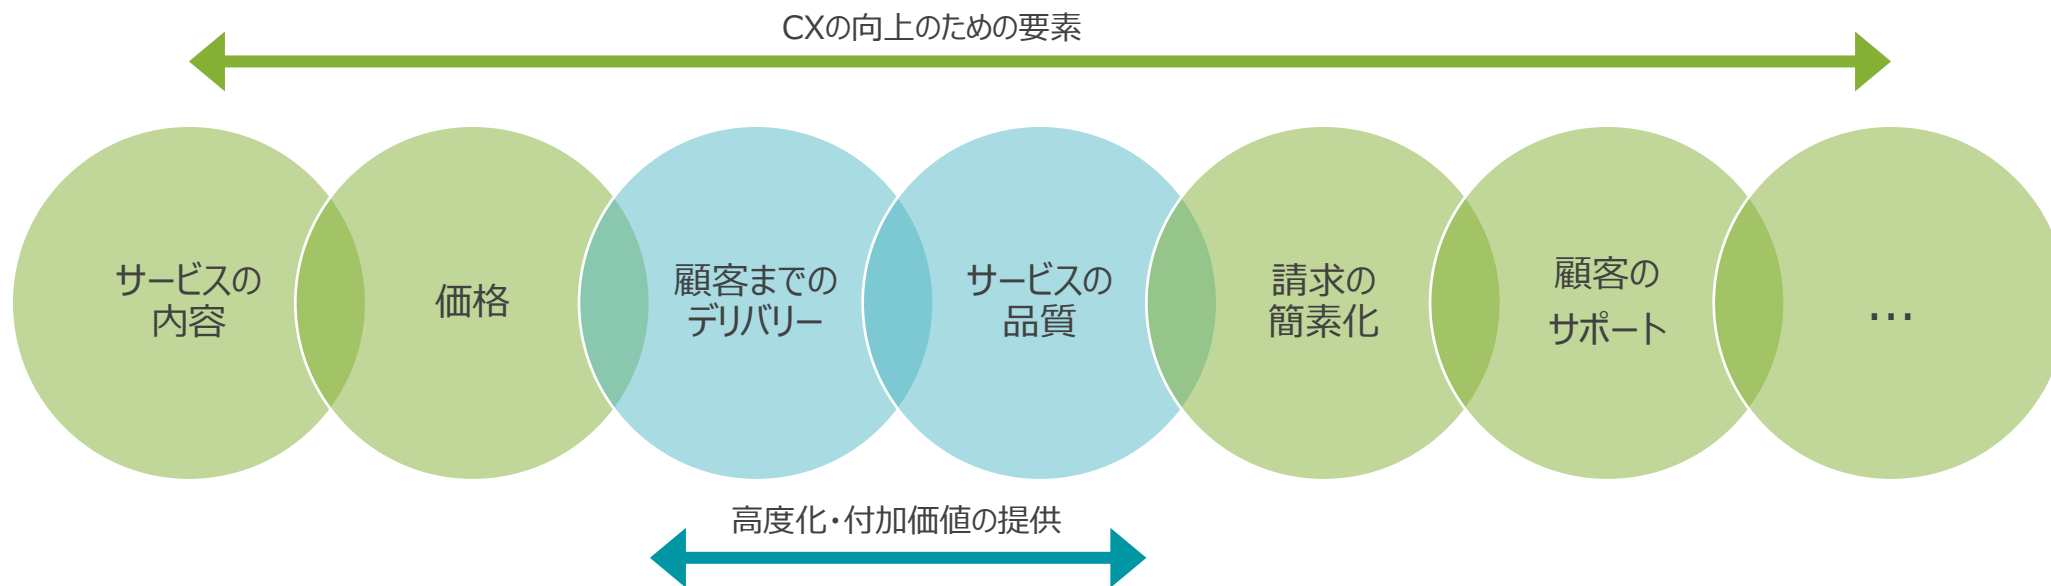 CXの向上のための要素
サービスの
内容
価格
顧客までの
デリバリー
サービスの
品質
請求の
簡素化
顧客の
サポート
…
高度化・付加価値の提供